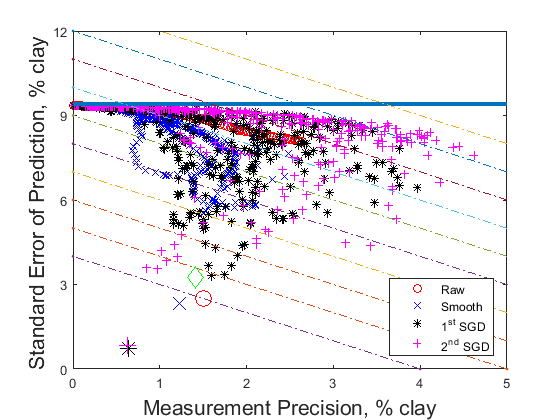 12
9
6
3
0
0
1
2
3
4
5
Standard Error of Prediction, % clay
Measurement Precision, % clay
Raw
Smooth
1st SGD
2nd SGD